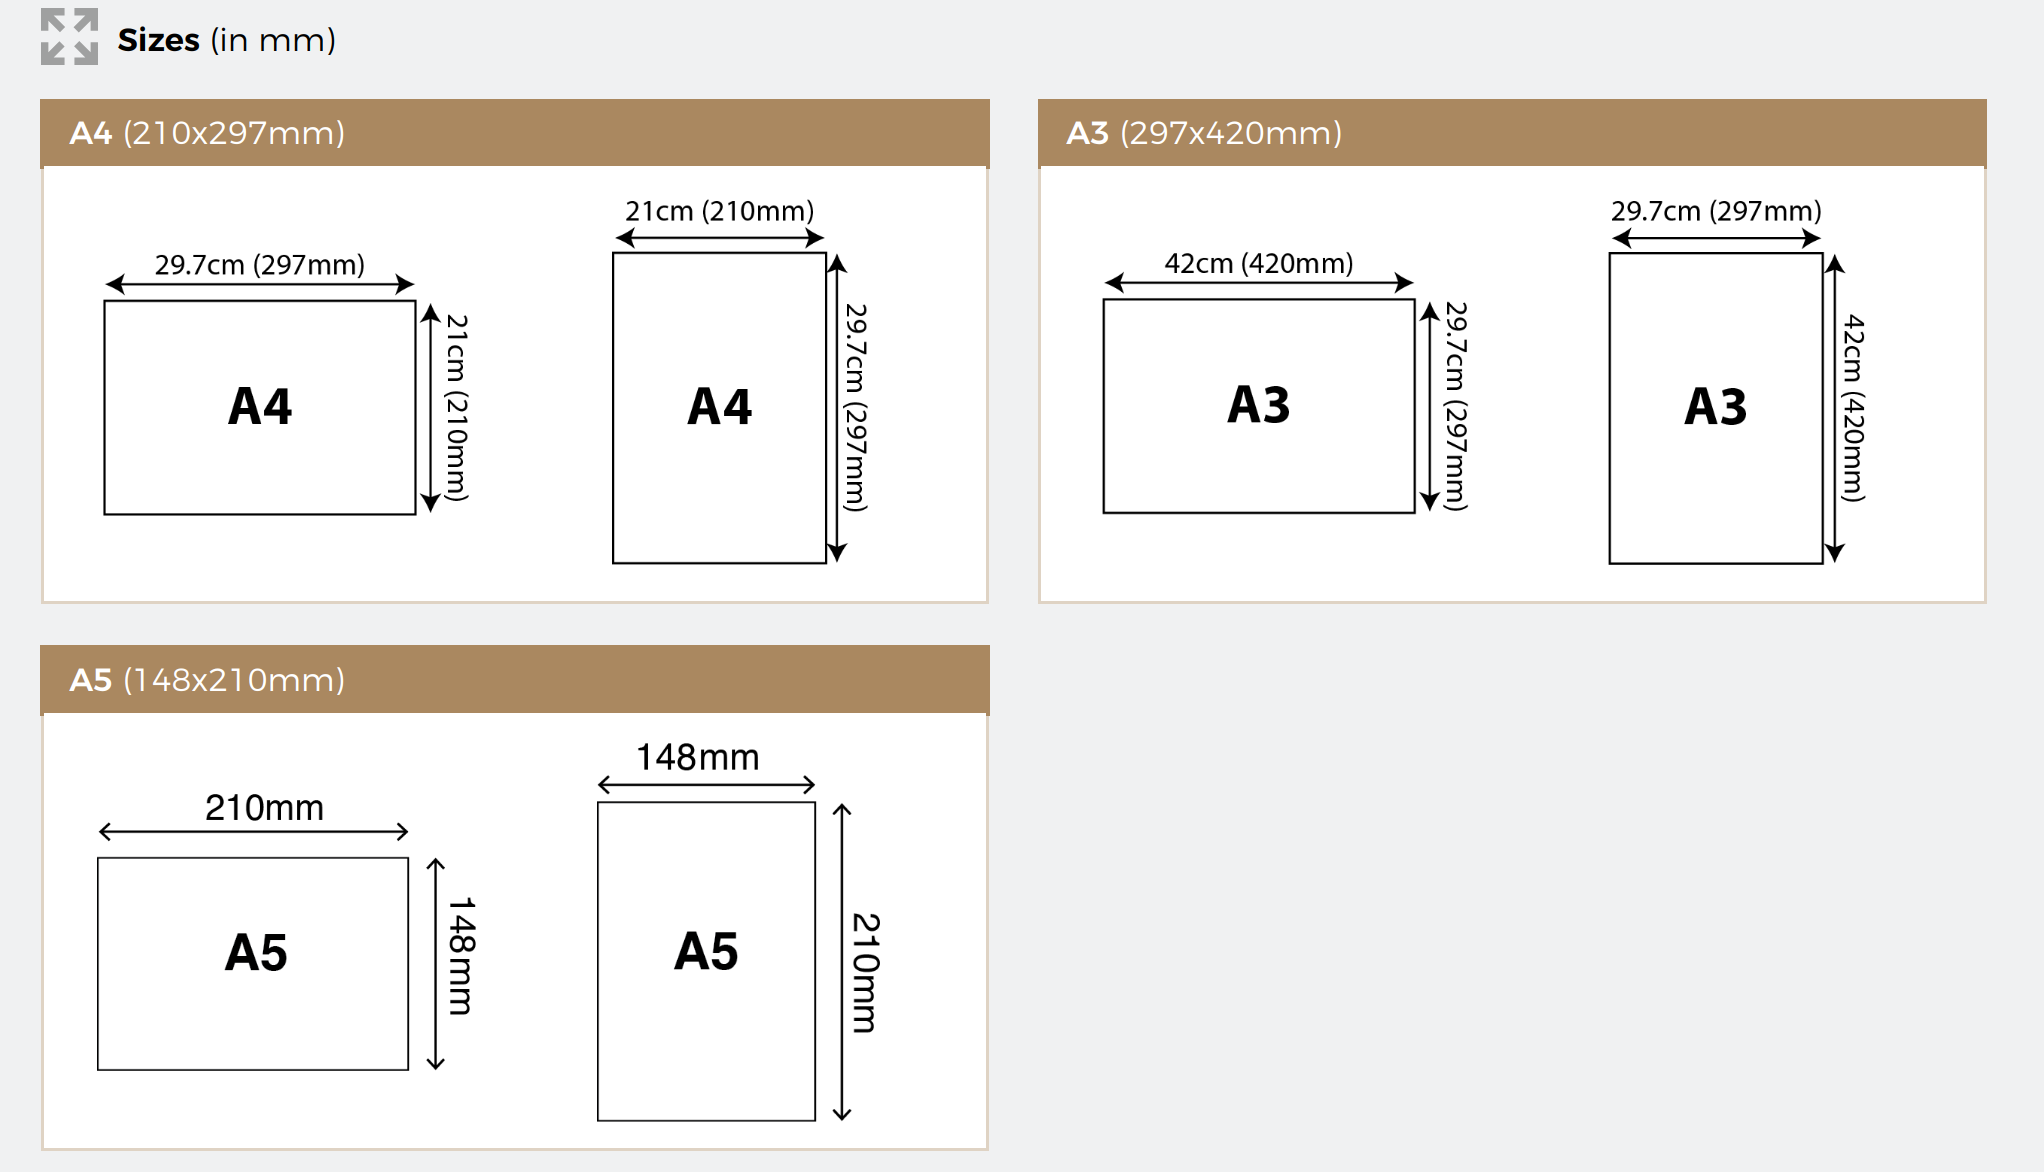 Sizes (in mm)
A4 (210x297mm)
29.7cm (297mm)
21cm (210mm)
A4
21cm (210mm)
29.7cm (297mm)
A4
A3 (297x420mm)
42cm (420mm)
29.7cm (297mm)
A3
29.7cm (297mm)
42cm (420mm)
A3
A5 (148x210mm)
210mm
148mm
A5
148mm
210mm
A5